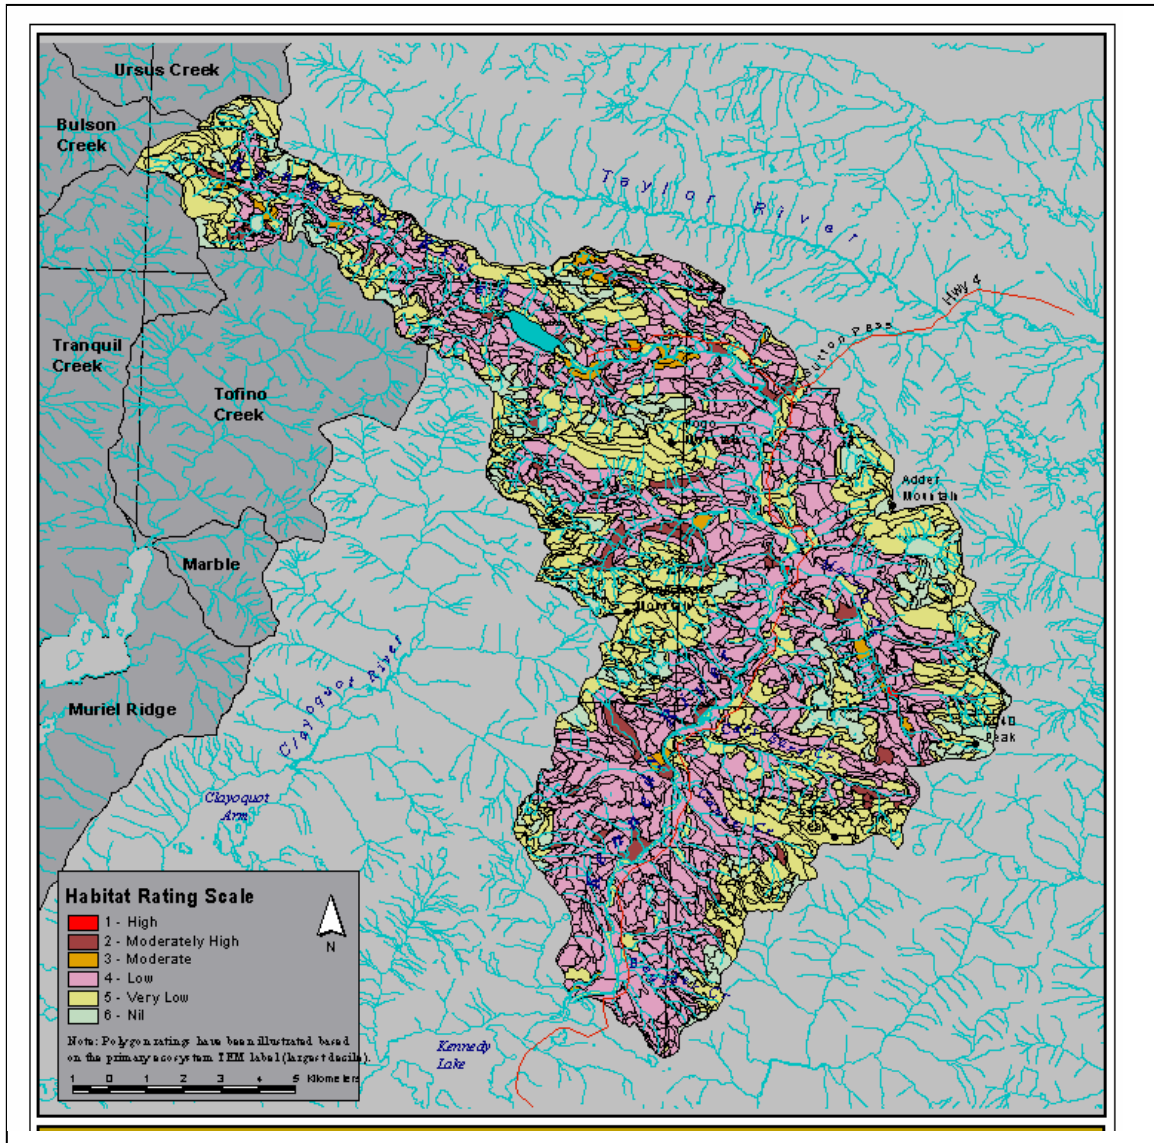 Ursus Creek
Bulson
Creek
Taylor River
Hwy 4
Sutton Pass
Tranquil
Creek
Tofino
Creek
Adder
Mountain
Marble
Clayoquot River
Muriel Ridge
Peak
Clayoquot
Arm
Peak
Habitat Rating Scale
1 - High
2 - Moderately High
3 - Moderate
4 - Low
5 - Very Low
6 - Nil
N
Note: Polygon ratings have been illustrated based
on the primary ecosystem TEM label (largest decile).
1 0 1 2 3 4 5 Kilometers
Kennedy
Lake